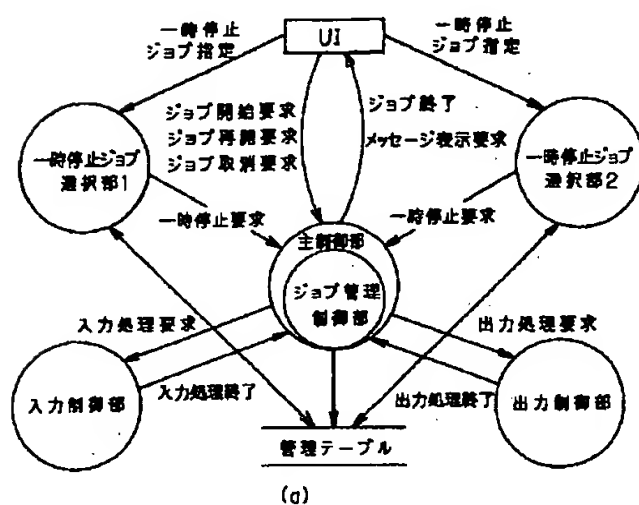 一時停止
ジョブ指定
UI
一時停止
ジョブ指定
ジョブ開始要求
ジョブ再開要求
ジョブ取消要求
ジョブ終了
メッセージ表示要求
一時停止ジョブ
選択部1
一時停止ジョブ
選択部2
一時停止要求
一時停止要求
主制御部
ジョブ管理
制御部
入力処理要求
出力処理要求
入力制御部
入力処理終了
出力処理終了
出力制御部
管理テーブル
(a)